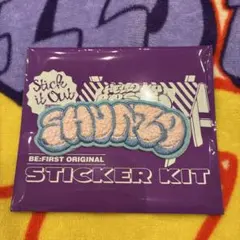 Stick
it Out
SHUNTO
BE:FIRST ORIGINAL
STICKER KIT